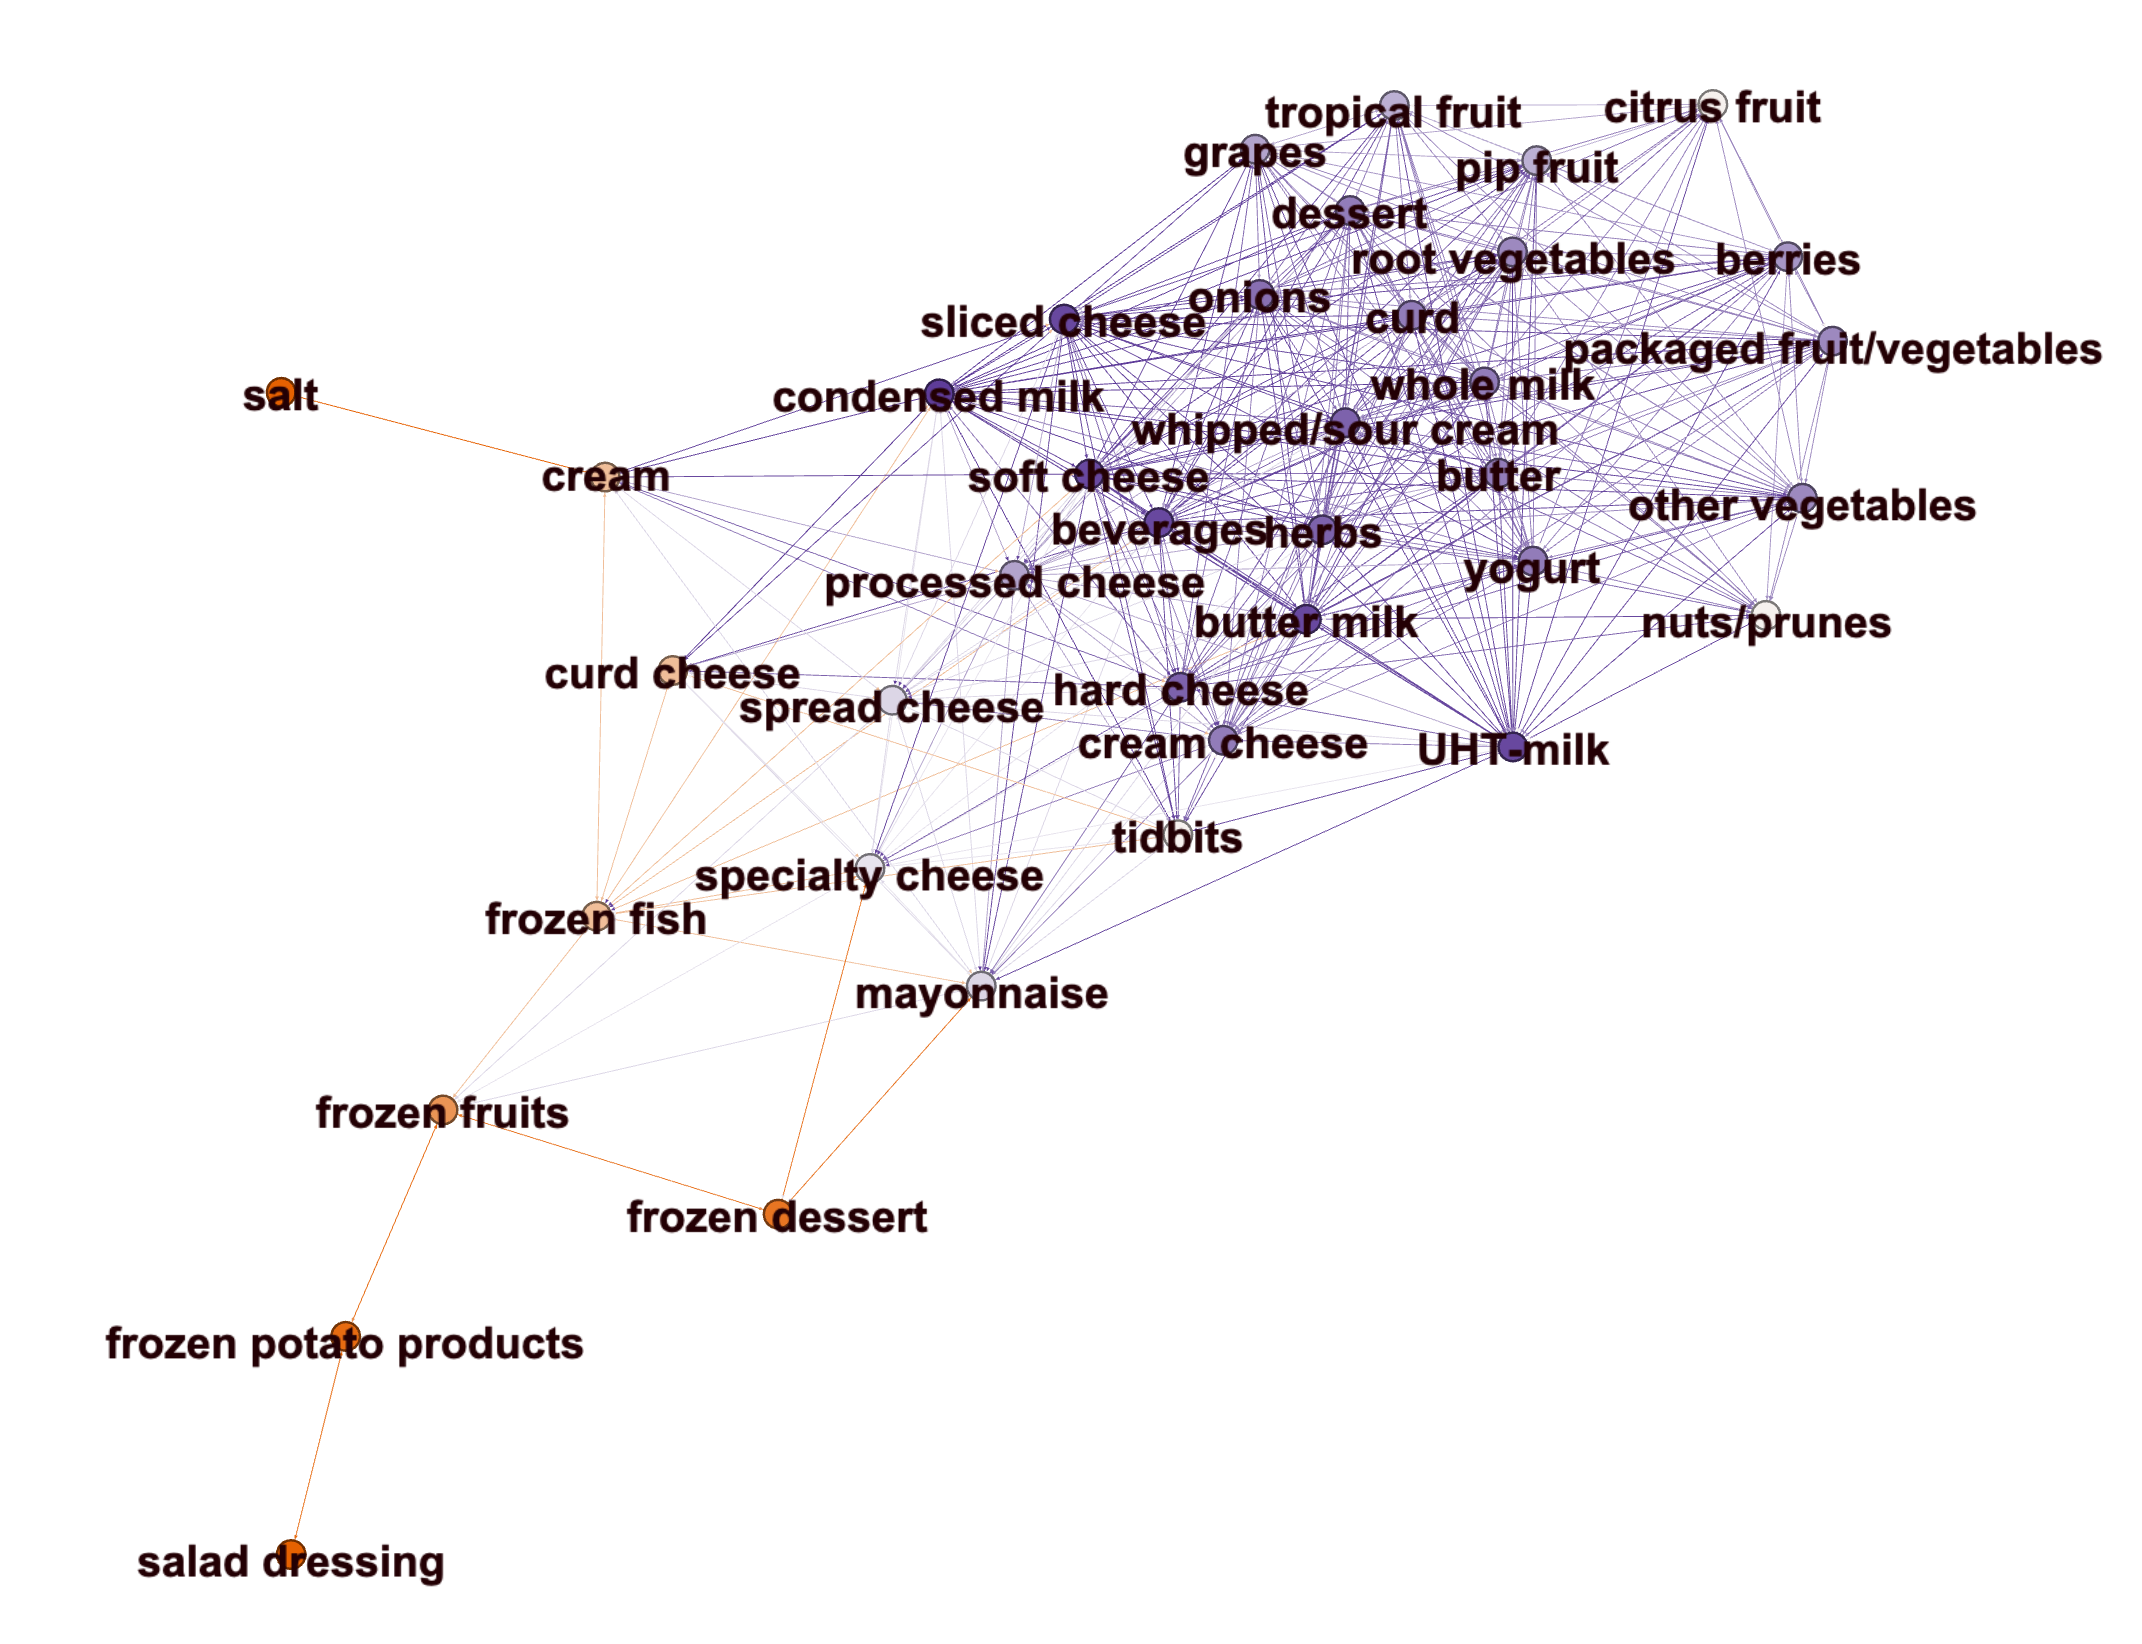 tropical fruit
citrus fruit
grapes
pip fruit
dessert
root vegetables
berries
onions
sliced cheese
curd
packaged fruit/vegetables
whole milk
salt
condensed milk
whipped/sour cream
cream
soft cheese
butter
other vegetables
beverages
herbs
yogurt
processed cheese
butter milk
nuts/prunes
curd cheese
hard cheese
spread cheese
cream cheese
UHT-milk
tidbits
specialty cheese
frozen fish
mayonnaise
frozen fruits
frozen dessert
frozen potato products
salad dressing